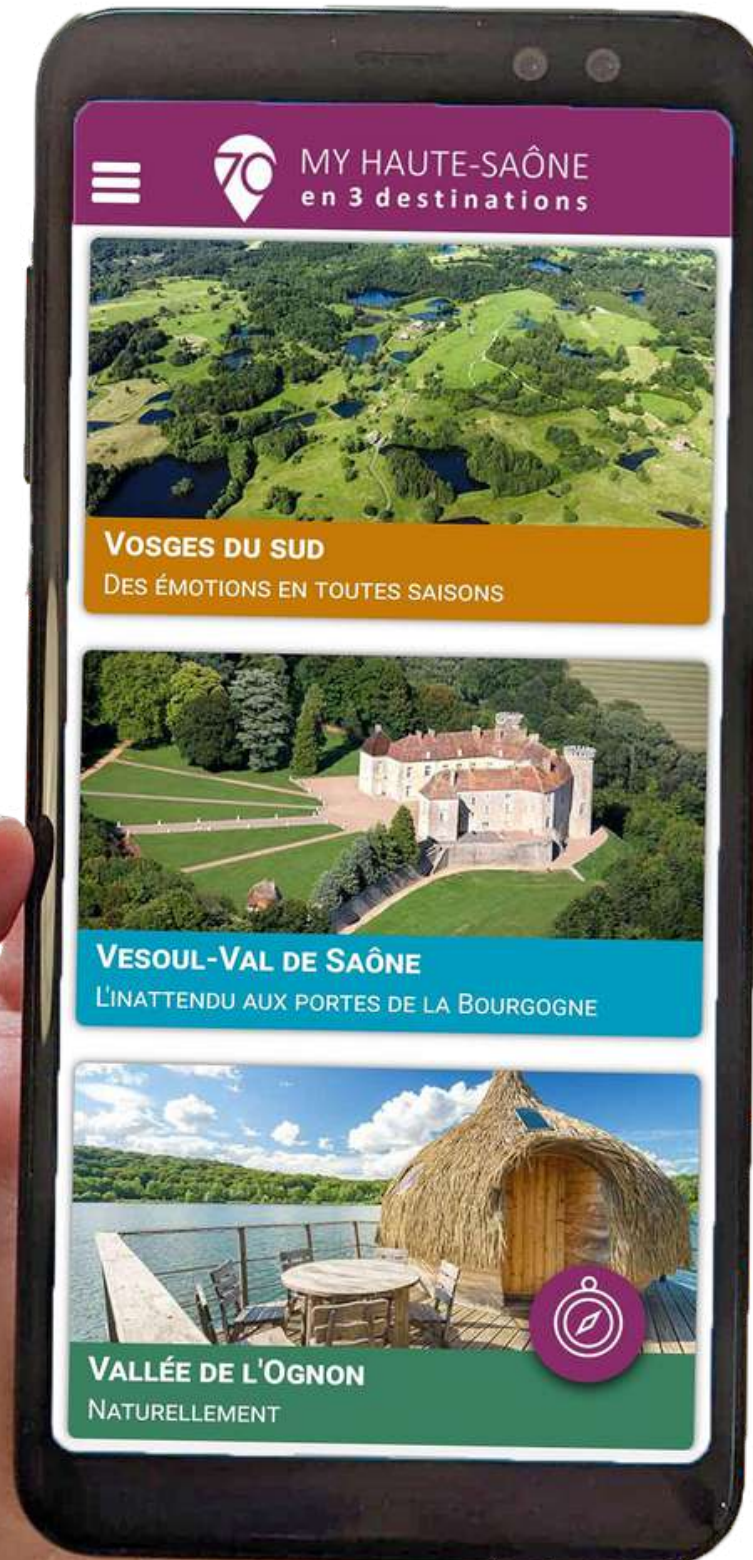 70
MY HAUTE-SAÔNE
en 3 destinations
VOSGES DU SUD
DES ÉMOTIONS EN TOUTES SAISONS
VESOUL-VAL DE SAÔNE
L'INATTENDU AUX PORTES DE LA BOURGOGNE
VALLÉE DE L'OGNON
NATURELLEMENT